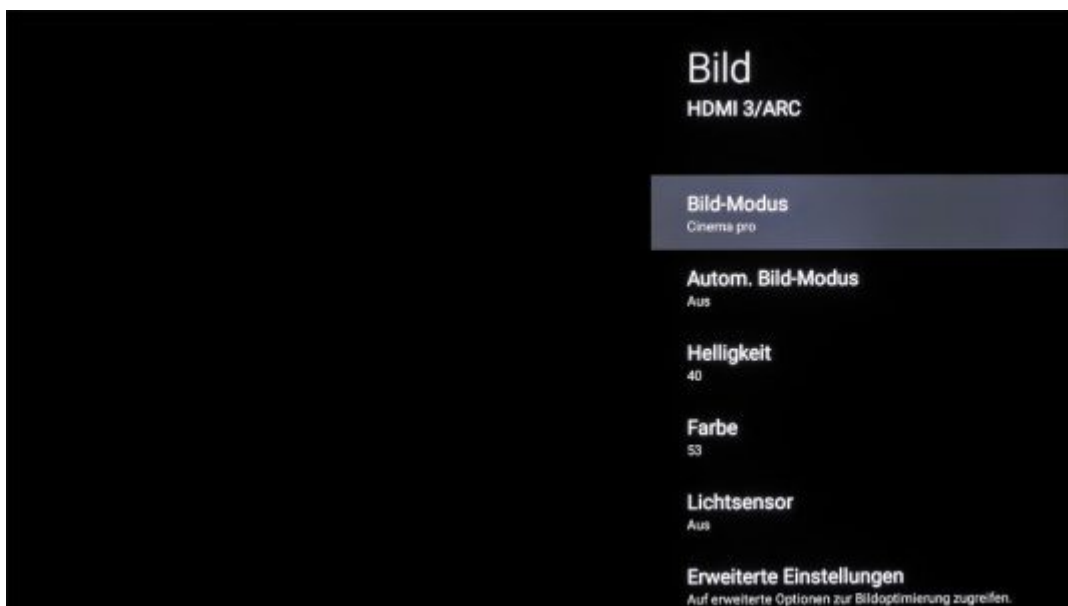 Bild
HDMI 3/ARC
Bild-Modus
Cinema pro
Autom. Bild-Modus
Aus
Helligkeit
40
Farbe
53
Lichtsensor
Aus
Erweiterte Einstellungen
Auf erweiterte Optionen zur Bildoptimierung zugreifen.